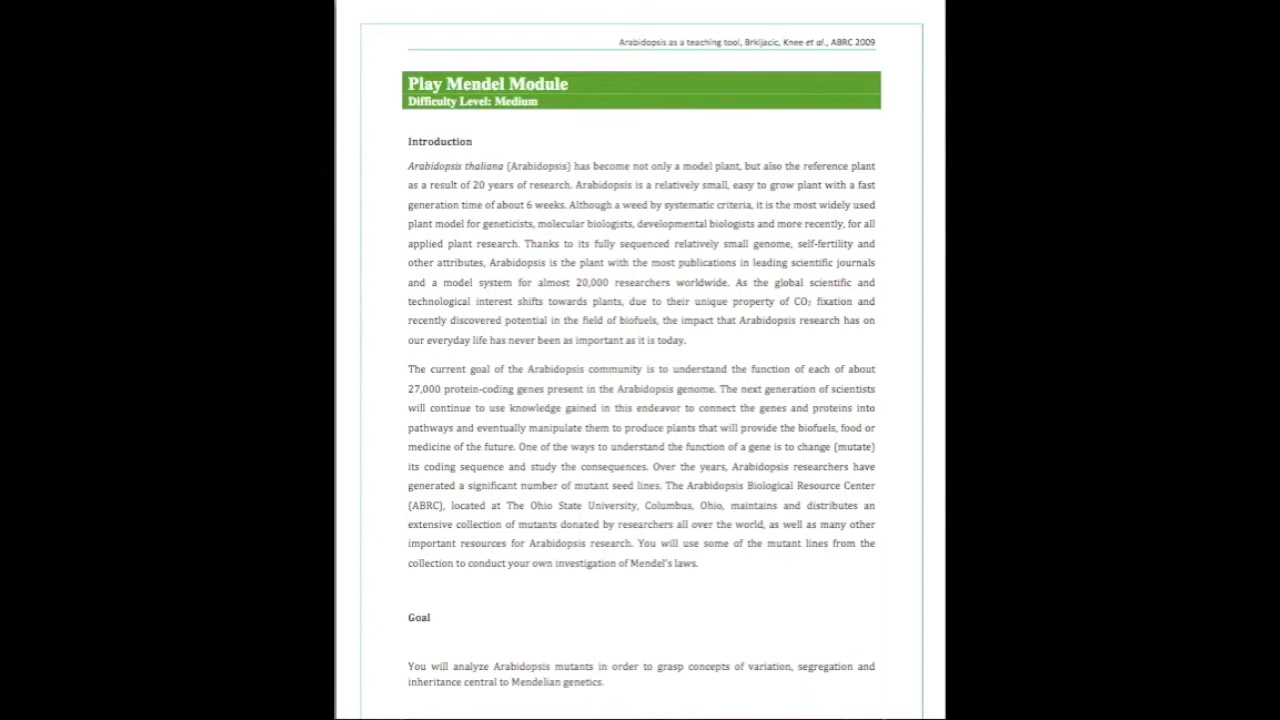 Arabidopsis as a teaching tool, Brkljacic, Knee et al., ABRC 2009
Play Mendel Module
Difficulty Level: Medium
Introduction
Arabidopsis thaliana (Arabidopsis) has become not only a model plant, but also the reference plant
as a result of 20 years of research. Arabidopsis is a relatively small, easy to grow plant with a fast
generation time of about 6 weeks. Although a weed by systematic criteria, it is the most widely used
plant model for geneticists, molecular biologists, developmental biologists and more recently, for all
applied plant research. Thanks to its fully sequenced relatively small genome, self-fertility and
other attributes, Arabidopsis is the plant with the most publications in leading scientific journals
and a model system for almost 20,000 researchers worldwide. As the global scientific and
technological interest shifts towards plants, due to their unique property of CO₂ fixation and
recently discovered potential in the field of biofuels, the impact that Arabidopsis research has on
our everyday life has never been as important as it is today.
The current goal of the Arabidopsis community is to understand the function of each of about
27,000 protein-coding genes present in the Arabidopsis genome. The next generation of scientists
will continue to use knowledge gained in this endeavor to connect the genes and proteins into
pathways and eventually manipulate them to produce plants that will provide the biofuels, food or
medicine of the future. One of the ways to understand the function of a gene is to change (mutate)
its coding sequence and study the consequences. Over the years, Arabidopsis researchers have
generated a significant number of mutant seed lines. The Arabidopsis Biological Resource Center
(ABRC), located at The Ohio State University, Columbus, Ohio, maintains and distributes an
extensive collection of mutants donated by researchers all over the world, as well as many other
important resources for Arabidopsis research. You will use some of the mutant lines from the
collection to conduct your own investigation of Mendel's laws.
Goal
You will analyze Arabidopsis mutants in order to grasp concepts of variation, segregation and
inheritance central to Mendelian genetics.